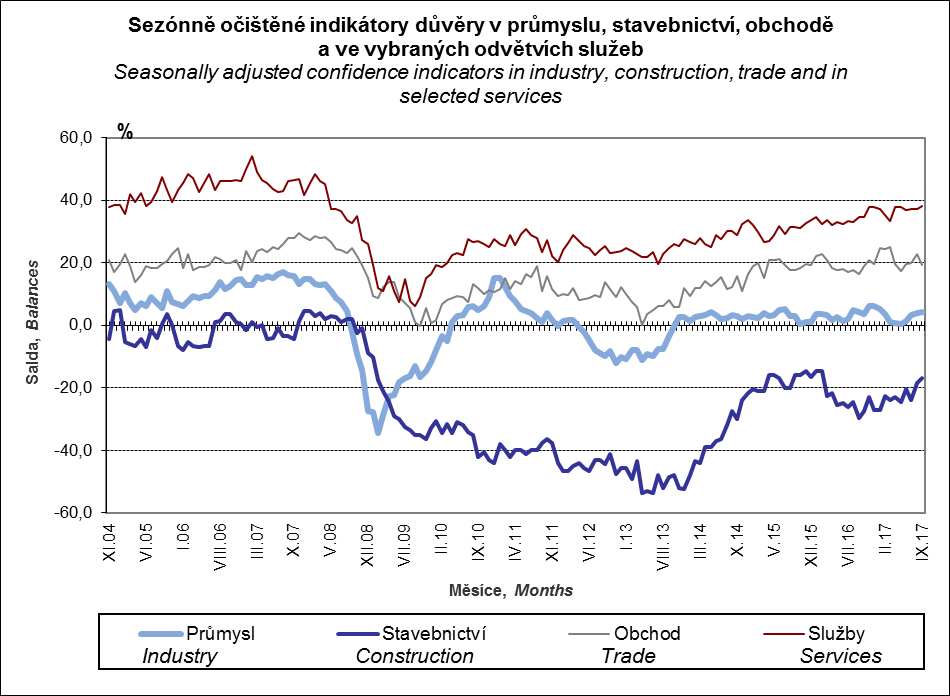 Sezónně očištěné indikátory důvěry v průmyslu, stavebnictví, obchodě
a ve vybraných odvětvích služeb
Seasonally adjusted confidence indicators in industry, construction, trade and in
selected services
%
60,0
40,0
20,0
0,0
-20,0
-40,0
-60,0
Salda, Balances
XI.04
VI.05
I.06
VIII.06
III.07
X.07
V.08
XII.08
VII.09
II.10
IX.10
IV.11
XI.11
VI.12
I.13
VIII.13
III.14
X.14
V.15
XII.15
VII.16
II.17
IX.17
Měsíce, Months
Průmysl Stavebnictví Obchod Služby
Industry Construction Trade Services